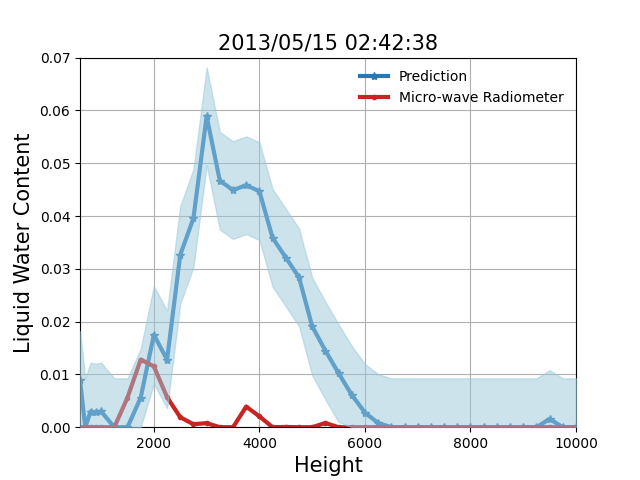 2013/05/15 02:42:38
Liquid Water Content
0.07
0.06
0.05
0.04
0.03
0.02
0.01
0.00
Prediction
Micro-wave Radiometer
2000 4000 6000 8000 10000
Height